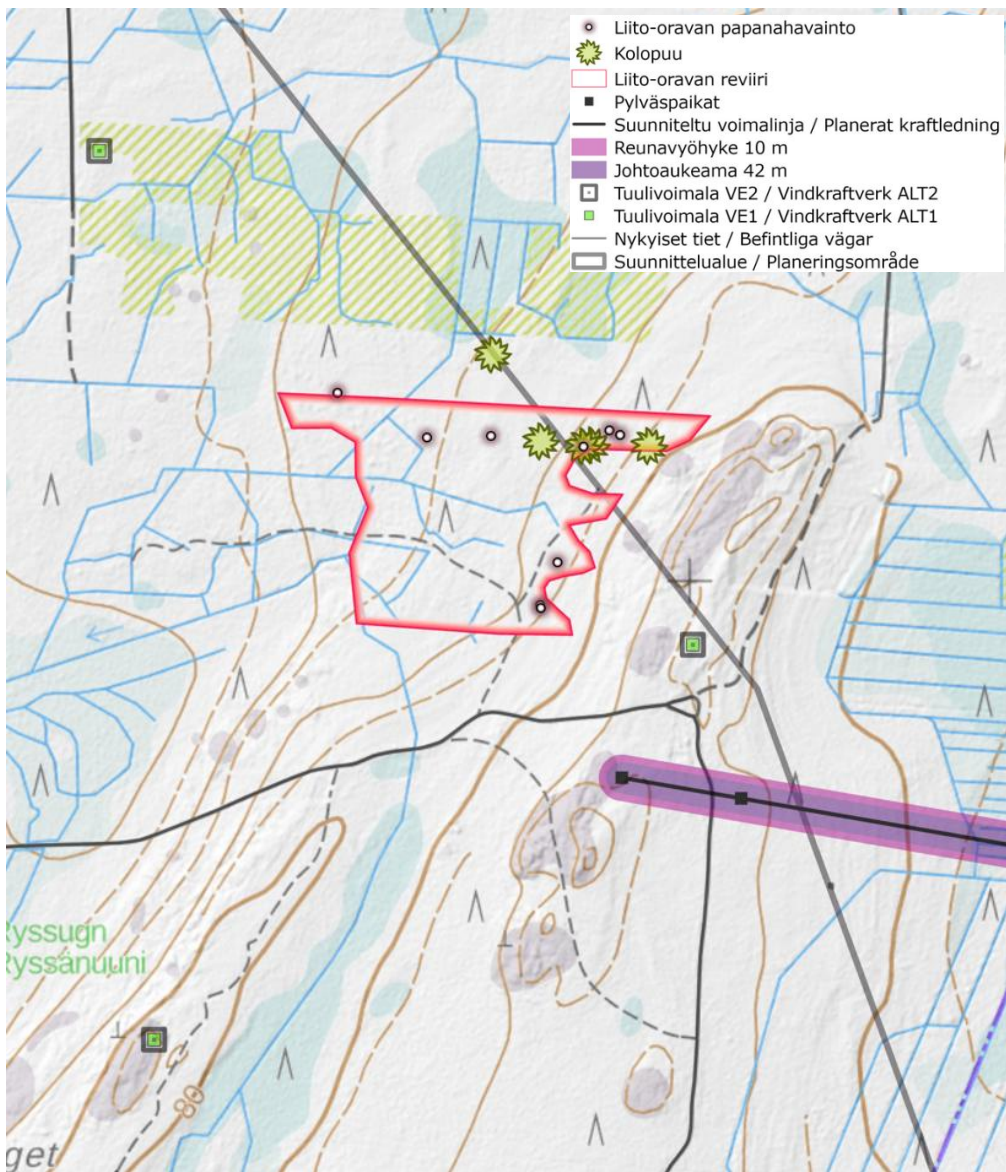 Liito-oravan papanahavainto
Kolopuu
Liito-oravan reviiri
Pylväspaikat
Suunniteltu voimalinja / Planerat kraftledning
Reunavyöhyke 10 m
Johtoaukeama 42 m
Tuulivoimala VE2 / Vindkraftverk ALT2
Tuulivoimala VE1 / Vindkraftverk ALT1
Nykyiset tiet / Befintliga vägar
Suunnittelualue / Planeringsområde
Ryssugn
Ryssänuuni
80
get